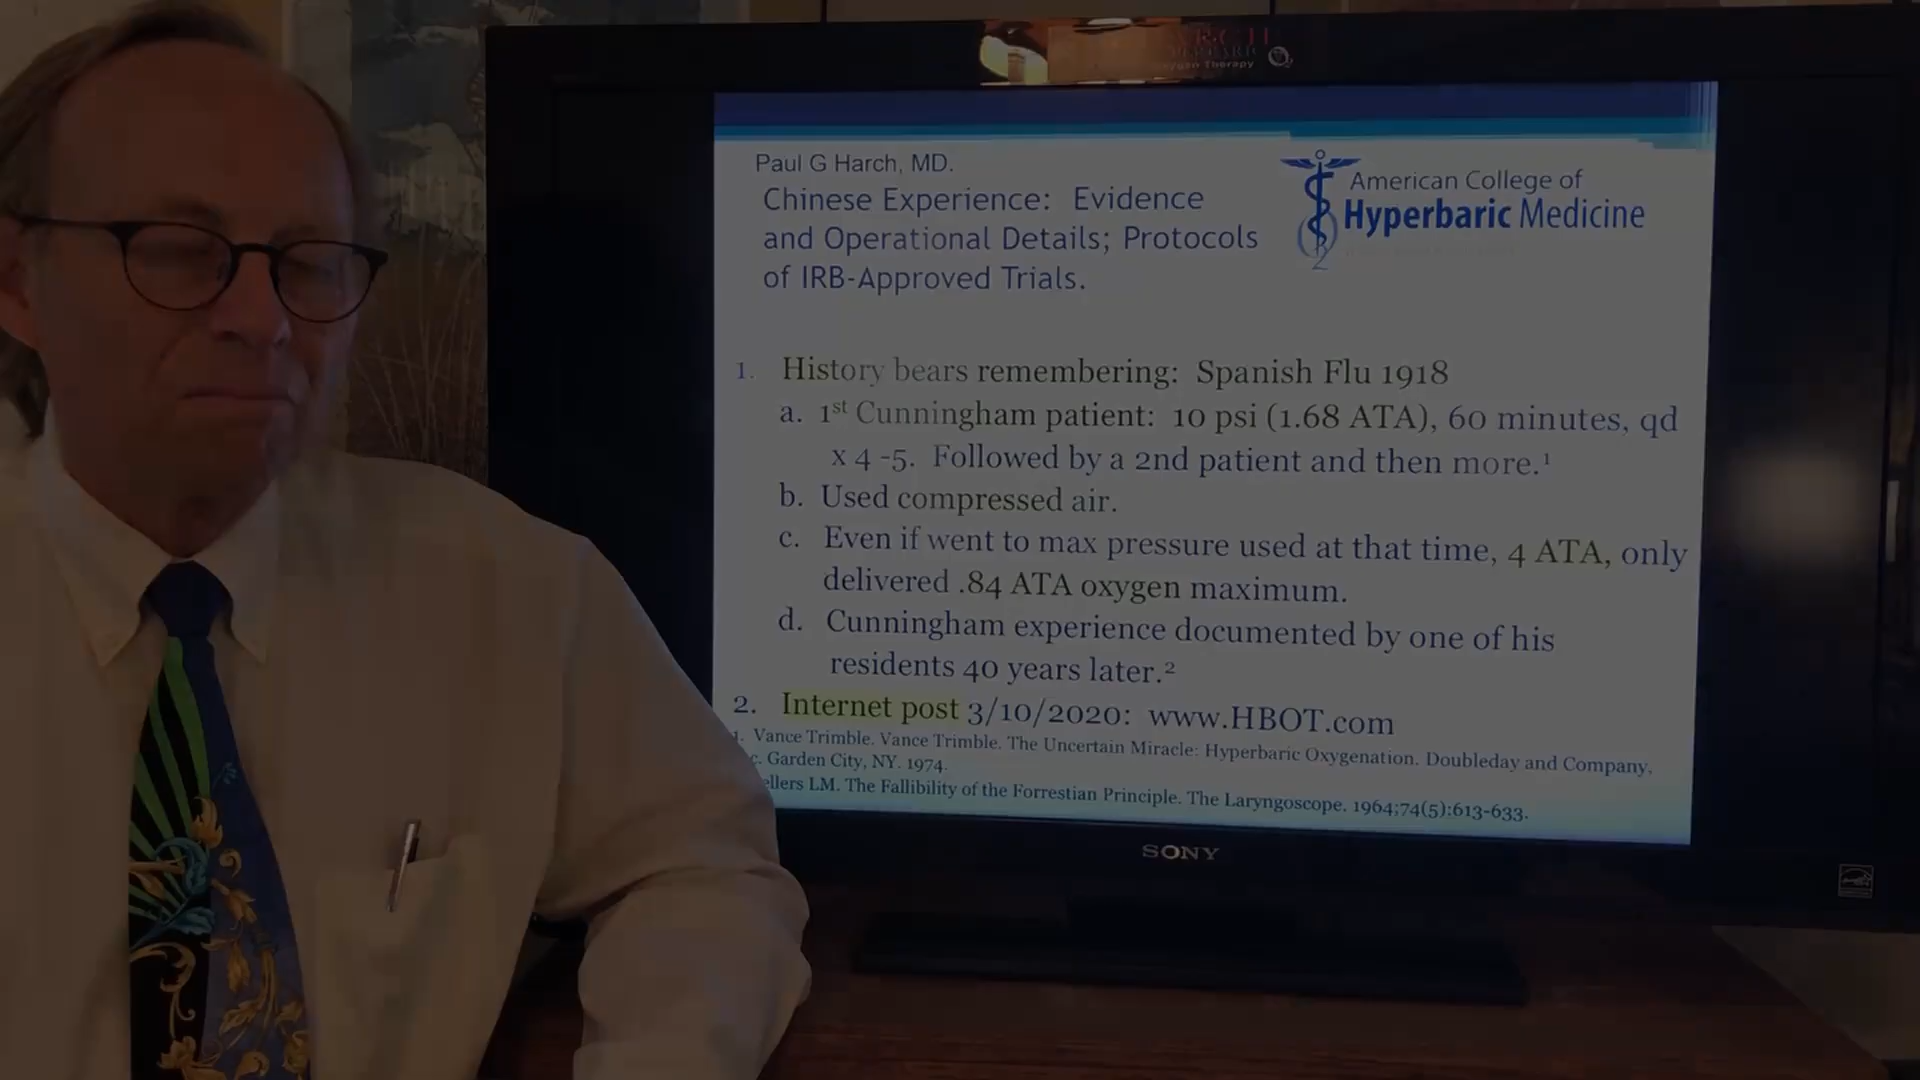 Oxygen Therapy
Paul G Harch, MD.
Chinese Experience: Evidence
and Operational Details; Protocols
of IRB-Approved Trials.
American College of
Hyperbaric Medicine
1. History bears remembering: Spanish Flu 1918
a. 1st Cunningham patient: 10 psi (1.68 ATA), 60 minutes, qd
x 4 -5. Followed by a 2nd patient and then more.1
b. Used compressed air.
c. Even if went to max pressure used at that time, 4 ATA, only
delivered .84 ATA oxygen maximum.
d. Cunningham experience documented by one of his
residents 40 years later.2
2. Internet post 3/10/2020: www.HBOT.com
1. Vance Trimble. Vance Trimble. The Uncertain Miracle: Hyperbaric Oxygenation. Doubleday and Company,
Garden City, NY. 1974.
LM. The Fallibility of the Forrestian Principle. The Laryngoscope. 1964;74(5):613-633.
SONY